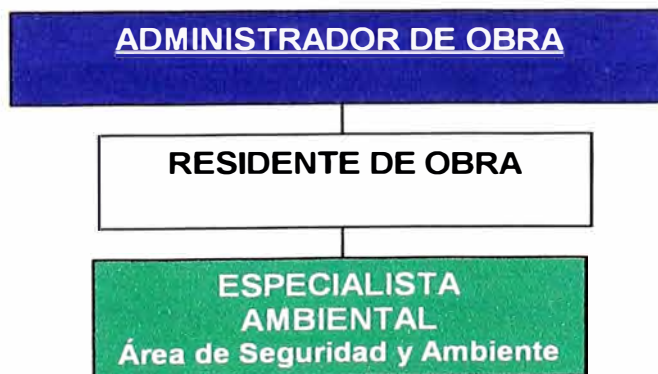 ADMINISTRADOR DE OBRA
RESIDENTE DE OBRA
ESPECIALISTA
AMBIENTAL
Área de Seguridad y Ambiente